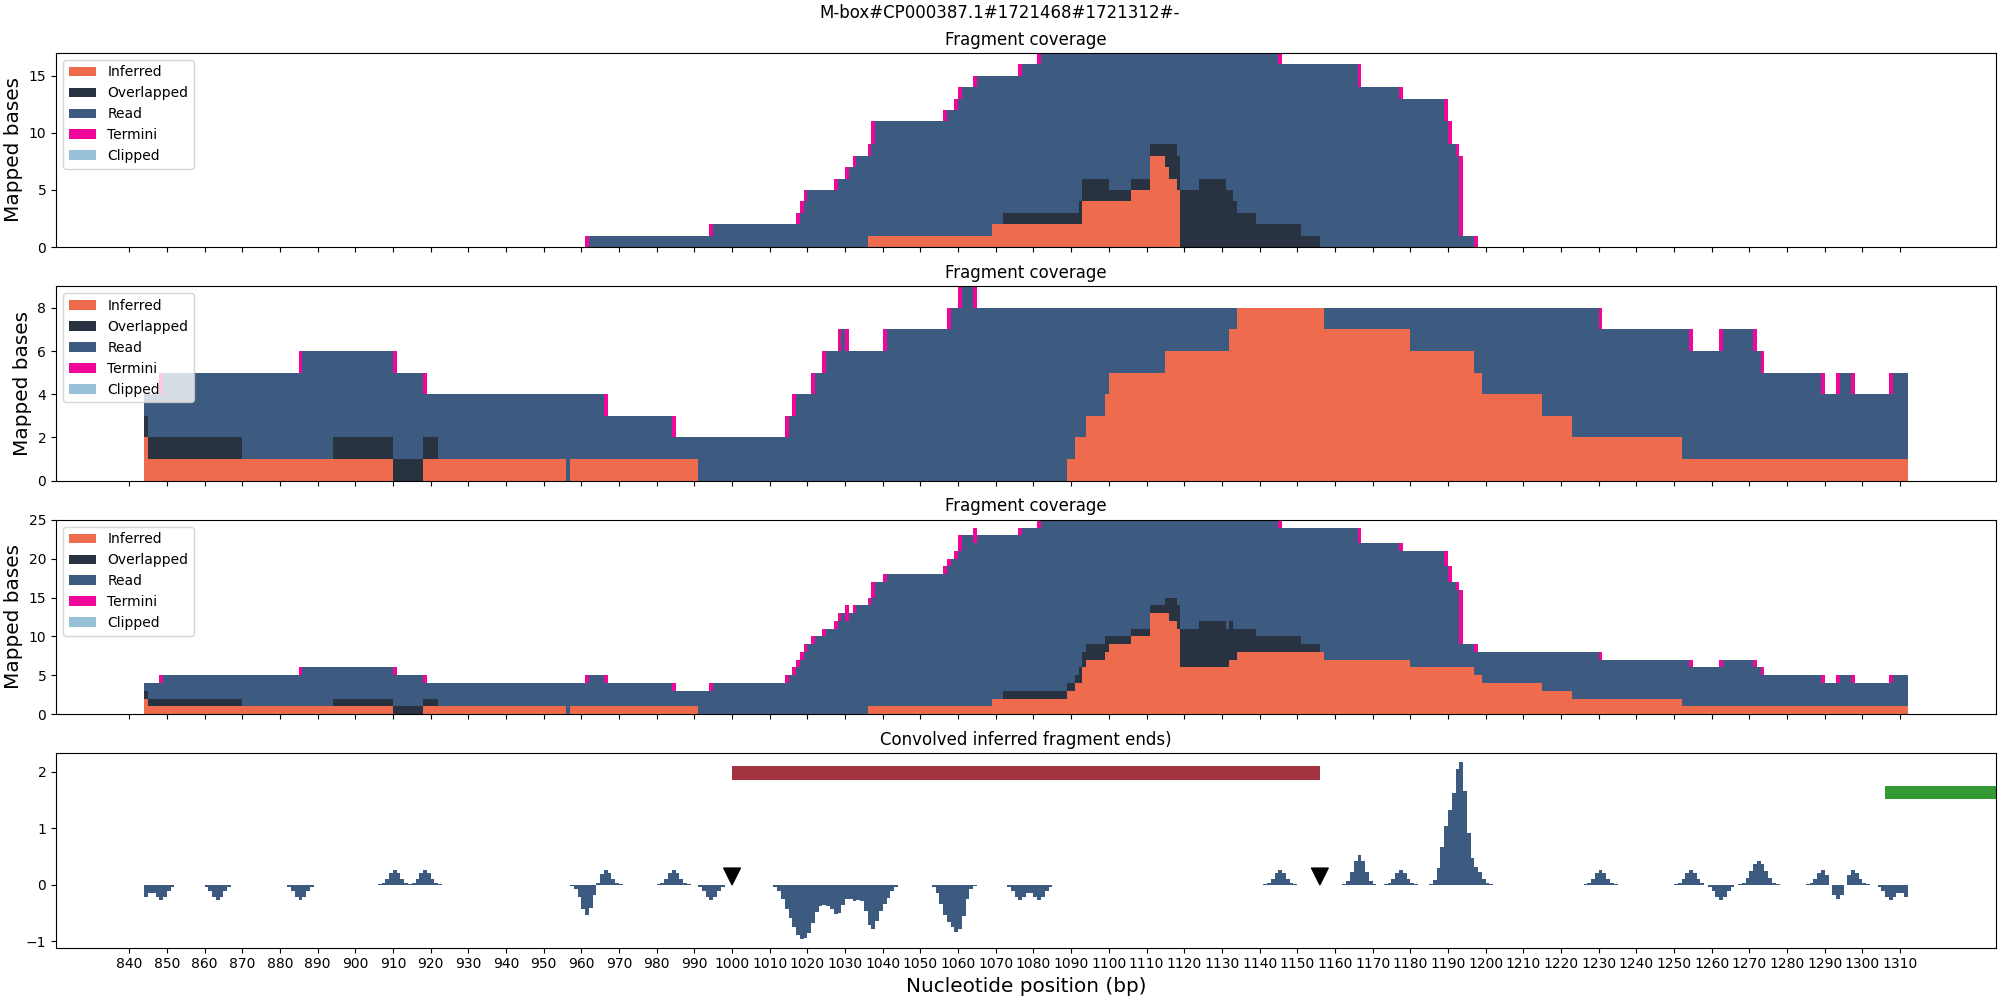 M-box#CP000387.1#1721468#1721312#-
Fragment coverage
Mapped bases
15
10
5
0
Inferred
Overlapped
Read
Termini
Clipped
Fragment coverage
Mapped bases
8
6
4
2
0
Inferred
Overlapped
Read
Termini
Clipped
Fragment coverage
Mapped bases
25
20
15
10
5
0
Inferred
Overlapped
Read
Termini
Clipped
Convolved inferred fragment ends)
2
1
0
−1
840 850 860 870 880 890 900 910 920 930 940 950 960 970 980 990 1000 1010 1020 1030 1040 1050 1060 1070 1080 1090 1100 1110 1120 1130 1140 1150 1160 1170 1180 1190 1200 1210 1220 1230 1240 1250 1260 1270 1280 1290 1300 1310
Nucleotide position (bp)